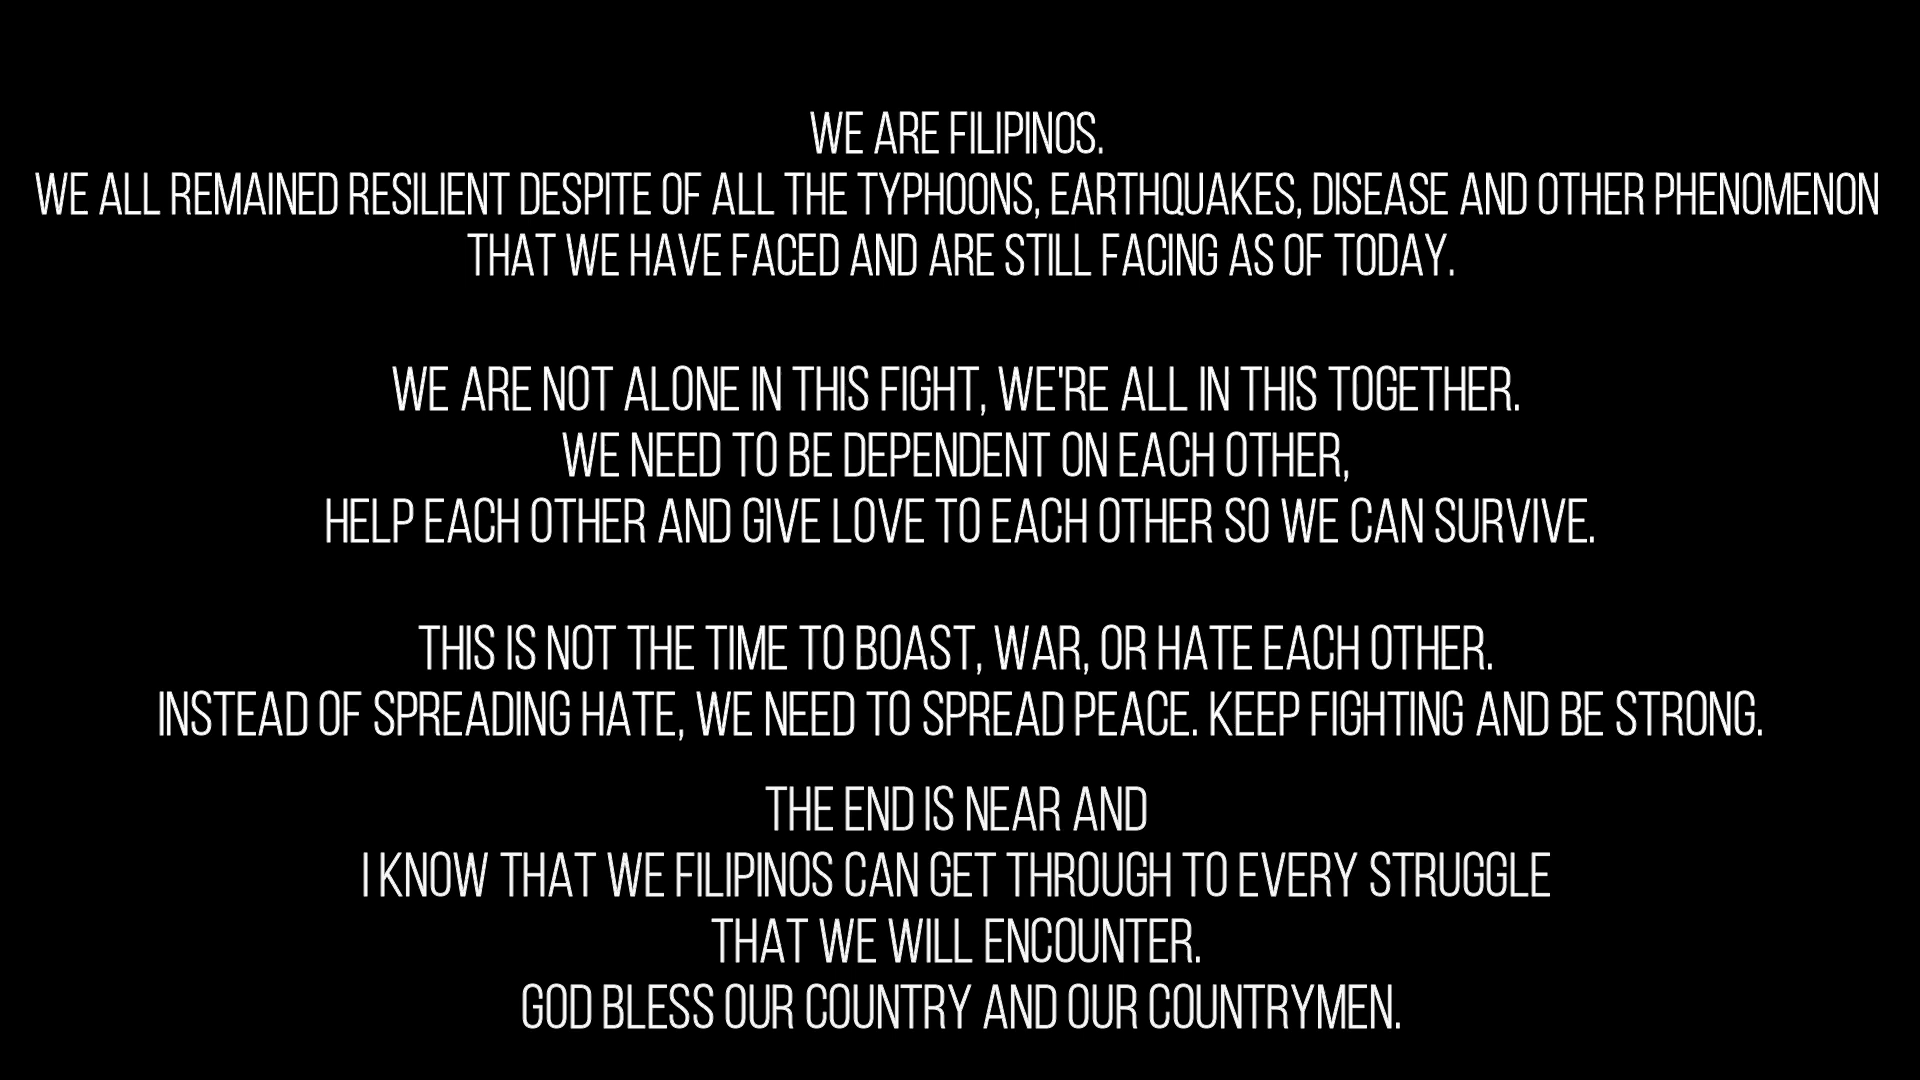 WE ARE FILIPINOS.
WE ALL REMAINED RESILIENT DESPITE OF ALL THE TYPHOONS, EARTHQUAKES, DISEASE AND OTHER PHENOMENON
THAT WE HAVE FACED AND ARE STILL FACING AS OF TODAY.
WE ARE NOT ALONE IN THIS FIGHT, WE'RE ALL IN THIS TOGETHER.
WE NEED TO BE DEPENDENT ON EACH OTHER,
HELP EACH OTHER AND GIVE LOVE TO EACH OTHER SO WE CAN SURVIVE.
THIS IS NOT THE TIME TO BOAST, WAR, OR HATE EACH OTHER.
INSTEAD OF SPREADING HATE, WE NEED TO SPREAD PEACE. KEEP FIGHTING AND BE STRONG.
THE END IS NEAR AND
I KNOW THAT WE FILIPINOS CAN GET THROUGH TO EVERY STRUGGLE
THAT WE WILL ENCOUNTER.
GOD BLESS OUR COUNTRY AND OUR COUNTRYMEN.